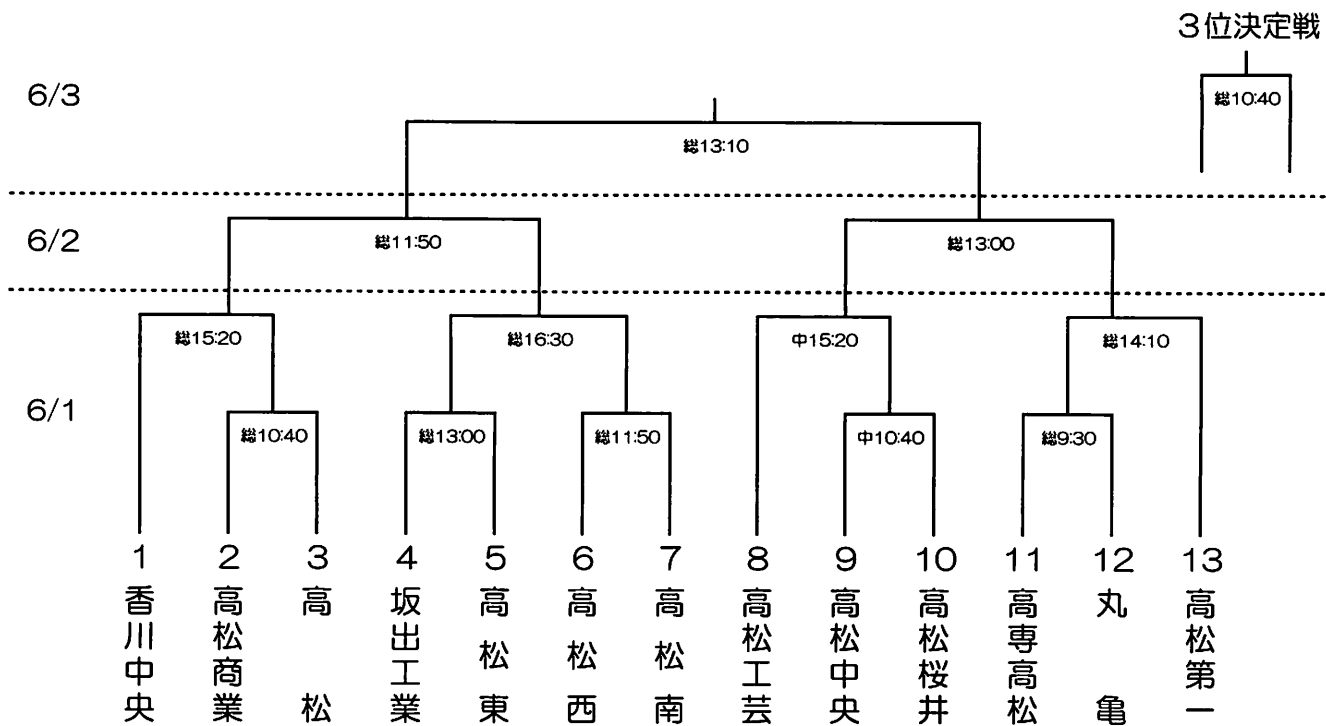 3位決定戦
6/3
総10:40
総13:10
6/2
総11:50
総13:00
総15:20
総16:30
中15:20
総14:10
6/1
総10:40
総13:00
総11:50
中10:40
総9:30
1 2 3 4 5 6 7 8 9 10 11 12 13
香川中央
高松商業
高松
坂出工業
高松東
高松西
高松南
高松工芸
高松中央
高松桜井
高専高松
丸亀
高松第一